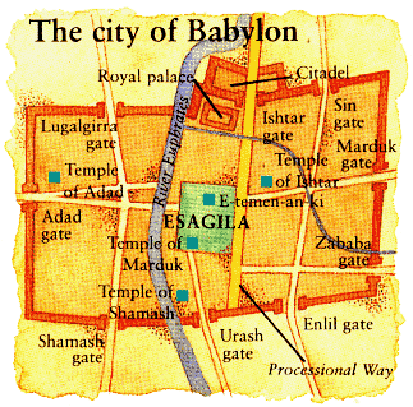 The city of Babylon
Royal palace
Citadel
Lugalgirra
gate
River Euphrates
Ishtar
gate
Sin
gate
Marduk
gate
Temple
of Adad
Temple
of Ishtar
E-temen-an-ki
Adad
gate
ESAGILA
Temple of
Marduk
Zababa
gate
Temple of
Shamash
Shamash
gate
Urash
gate
Enlil gate
Processional Way